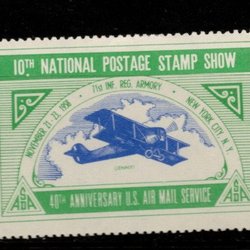 10TH NATIONAL POSTAGE STAMP SHOW
71st INF. REG. ARMORY
NOVEMBER 21-23, 1958
NEW YORK CITY, N. Y.
(JENNIE)
40TH ANNIVERSARY U.S. AIR MAIL SERVICE